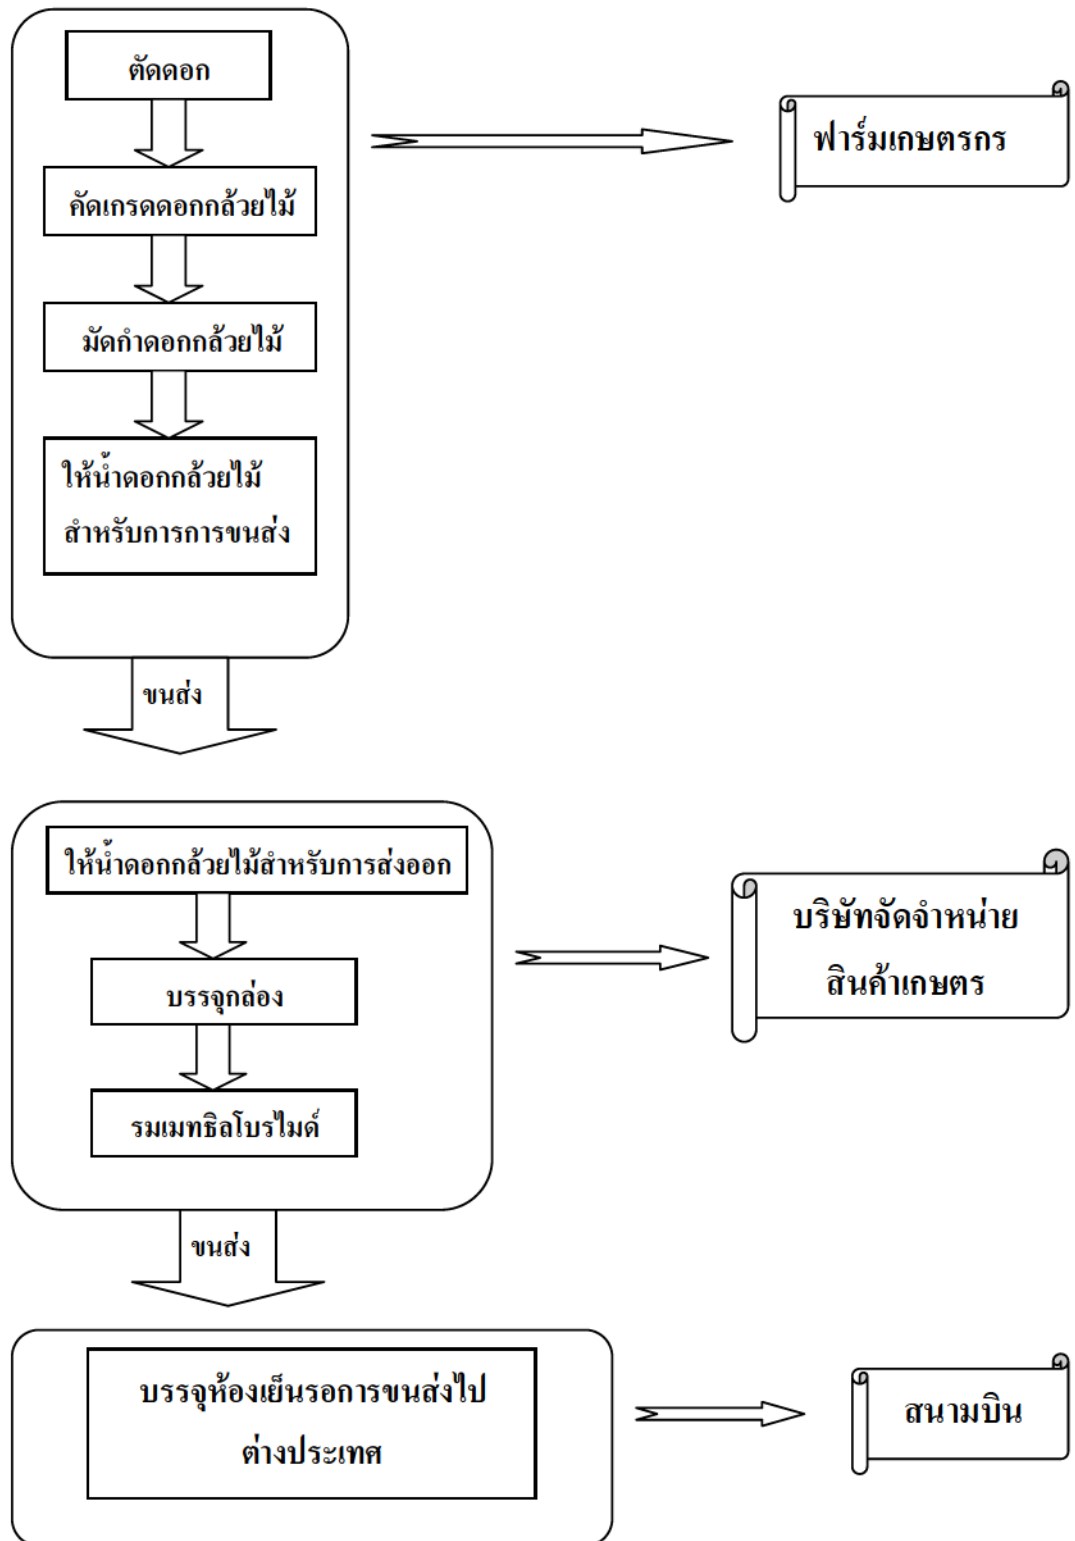 ตัดดอก
ฟาร์มเกษตรกร
คัดเกรดดอกกล้วยไม้
มัดกำดอกกล้วยไม้
ให้น้ำดอกกล้วยไม้
สำหรับการการขนส่ง
ขนส่ง
ให้น้ำดอกกล้วยไม้สำหรับการส่งออก
บริษัทจัดจำหน่าย
สินค้าเกษตร
บรรจุกล่อง
รมเมทธิลโบรไมด์
ขนส่ง
บรรจุห้องเย็นรอการขนส่งไป
ต่างประเทศ
สนามบิน